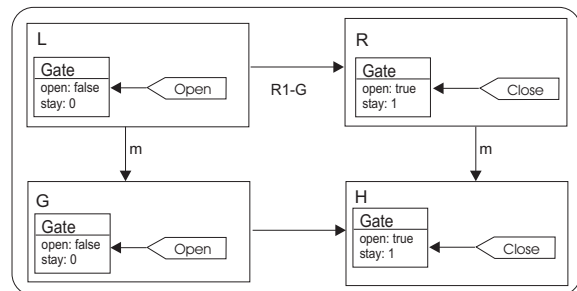 L
Gate
open: false
stay: 0
Open
R1-G
R
Gate
open: true
stay: 1
Close
m
m
G
Gate
open: false
stay: 0
Open
H
Gate
open: true
stay: 1
Close